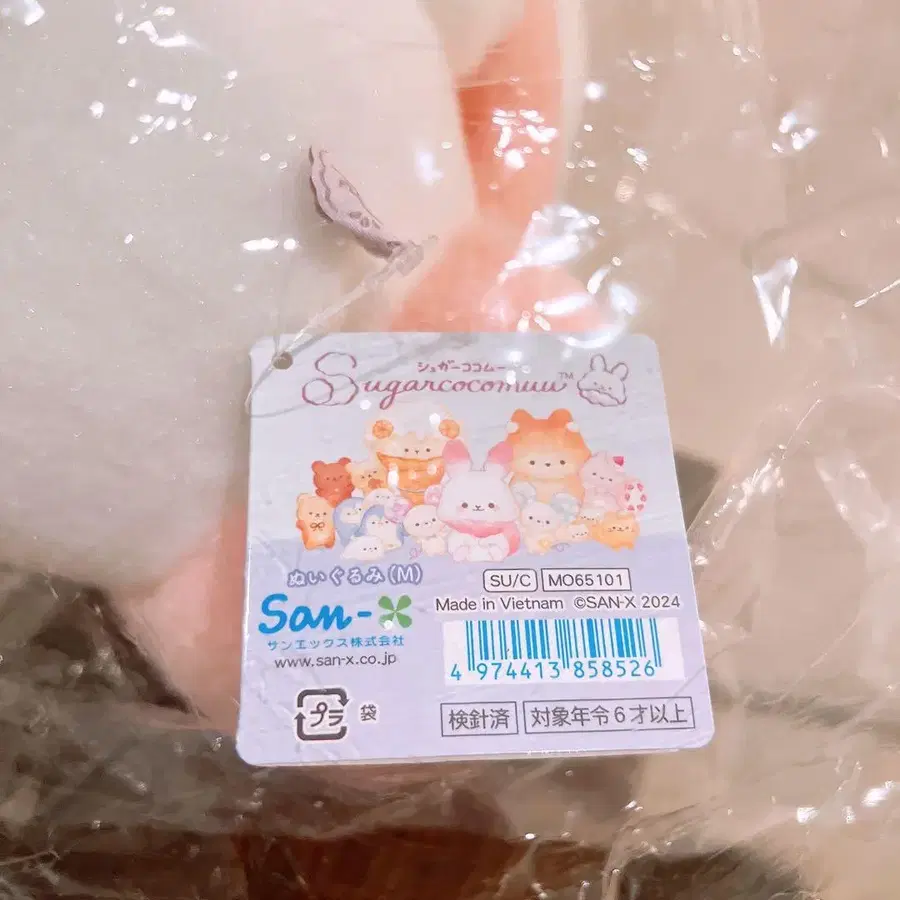 シュガーココムー
Sugarcocomuu™
ぬいぐるみ(M)
SU/C MO65101
San-X
Made in Vietnam ©SAN-X 2024
サンエックス株式会社
www.san-x.co.jp
4 974413 858526
プラ 袋
検針済 対象年令6才以上